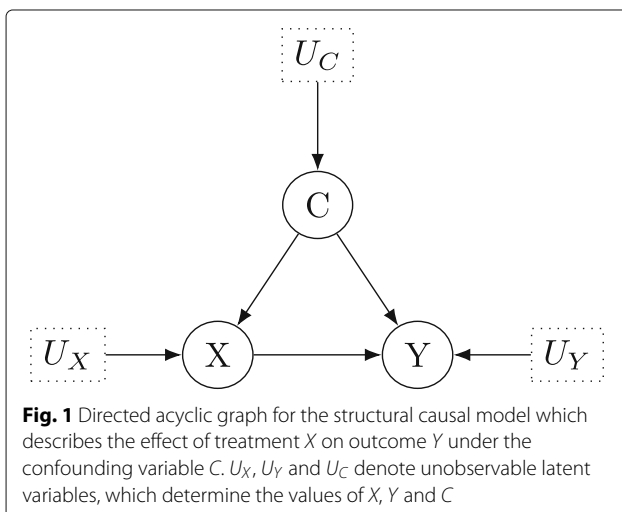 U_C
C
U_X
X
Y
U_Y
Fig. 1 Directed acyclic graph for the structural causal model which
describes the effect of treatment X on outcome Y under the
confounding variable C. U_X, U_Y and U_C denote unobservable latent
variables, which determine the values of X, Y and C